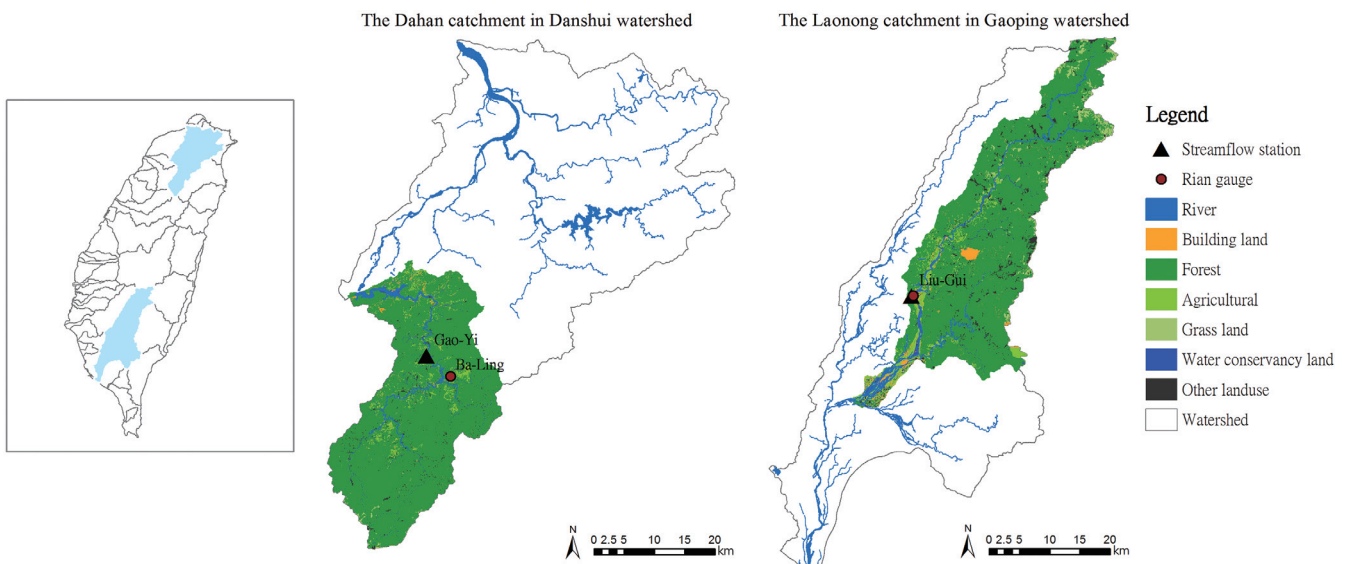 The Dahan catchment in Danshui watershed
The Laonong catchment in Gaoping watershed
Gao-Yi
Ba-Ling
Liu-Gui
Legend
Streamflow station
Rian gauge
River
Building land
Forest
Agricultural
Grass land
Water conservancy land
Other landuse
Watershed
N
0 2.5 5 10 15 20
km
N
0 2.5 5 10 15 20
km